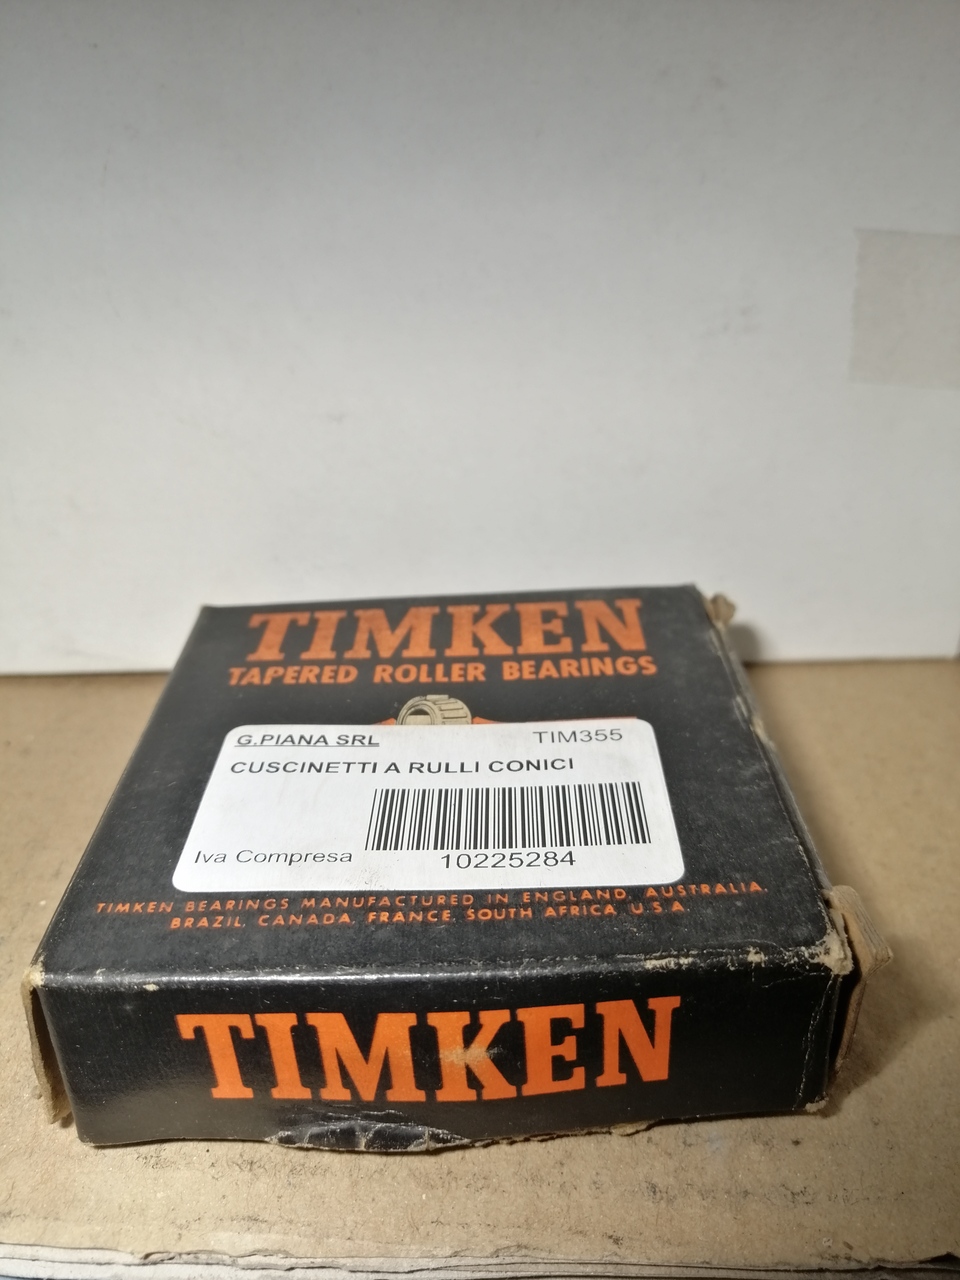 TIMKEN
TAPERED ROLLER BEARINGS
G.PIANA SRL TIM355
CUSCINETTI A RULLI CONICI
Iva Compresa 10225284
TIMKEN BEARINGS MANUFACTURED IN ENGLAND, AUSTRALIA,
BRAZIL, CANADA, FRANCE, SOUTH AFRICA, U.S.A.
TIMKEN